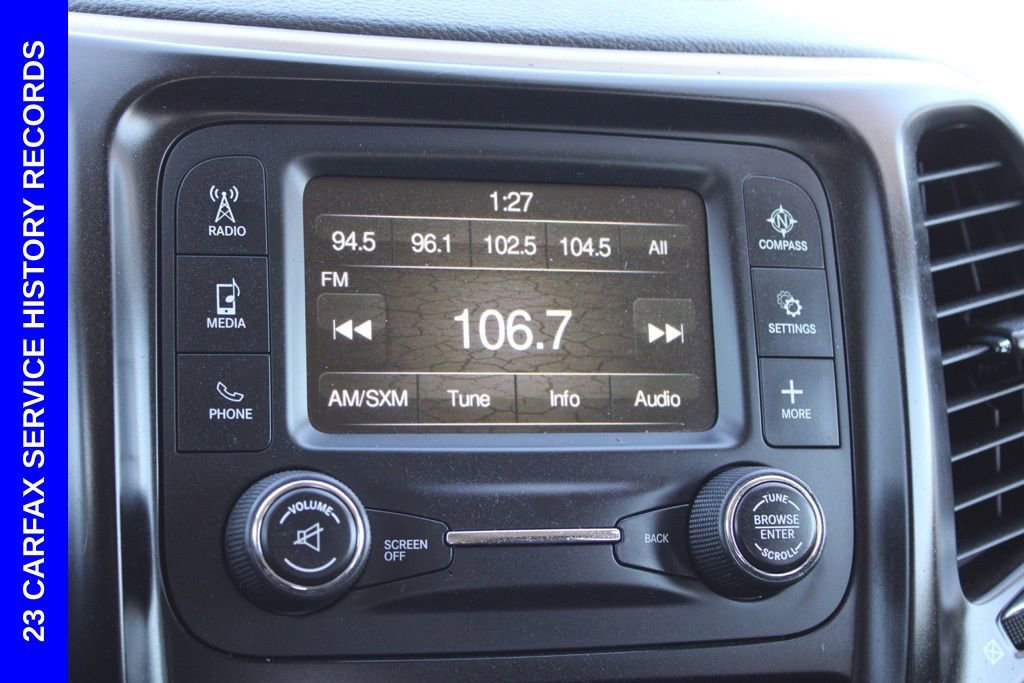 23 CARFAX SERVICE HISTORY RECORDS
1:27
94.5 96.1 102.5 104.5 All
FM
106.7
AM/SXM Tune Info Audio
RADIO
MEDIA
PHONE
N
COMPASS
SETTINGS
MORE
VOLUME
SCREEN
OFF
BACK
TUNE
BROWSE
ENTER
SCROLL